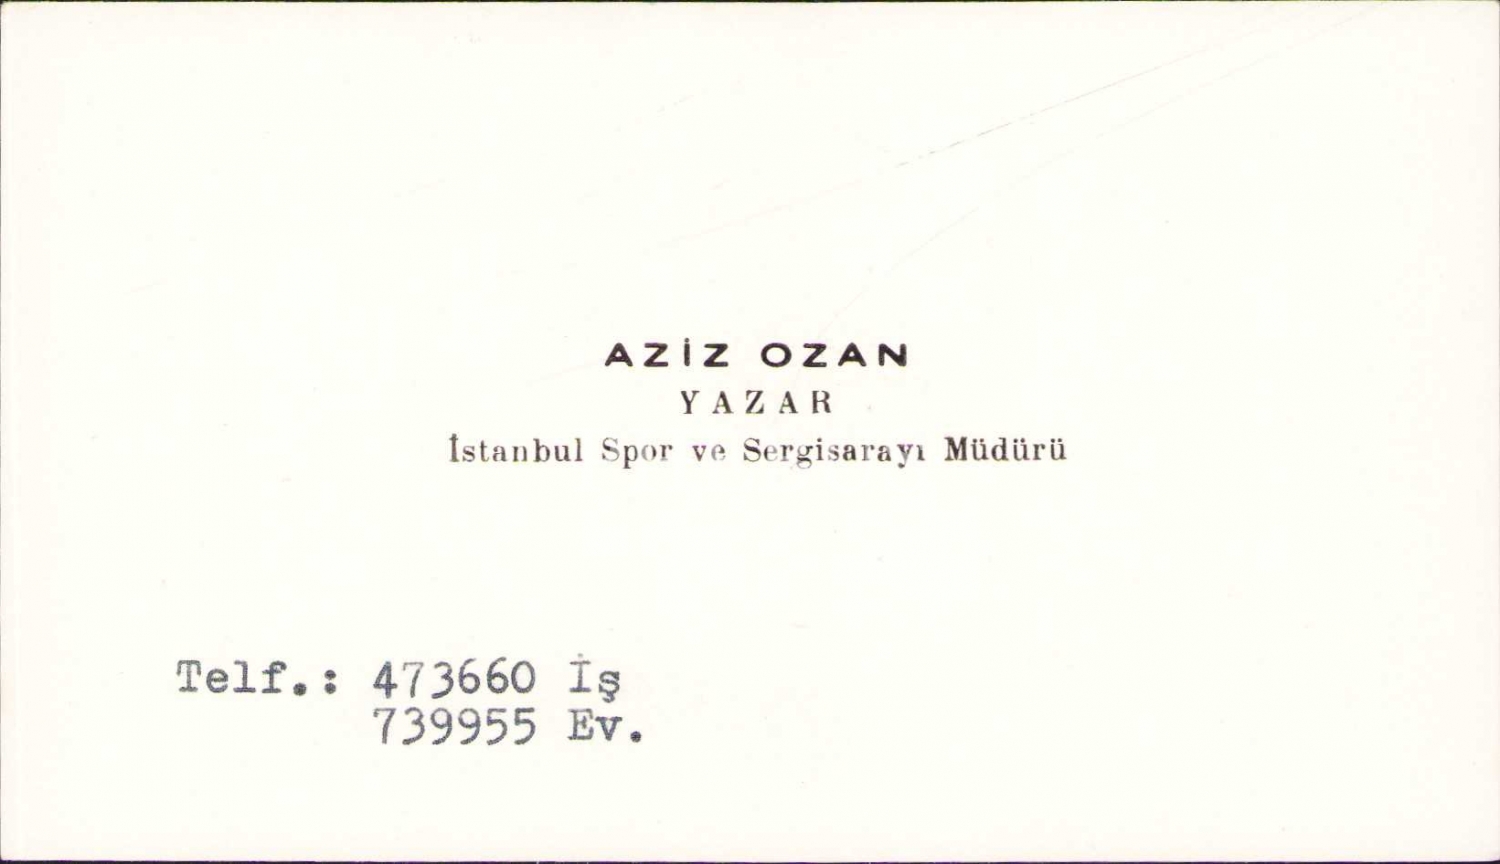 AZİZ OZAN
YAZAR
İstanbul Spor ve Sergisarayı Müdürü
Telf.: 473660 İş
739955 Ev.